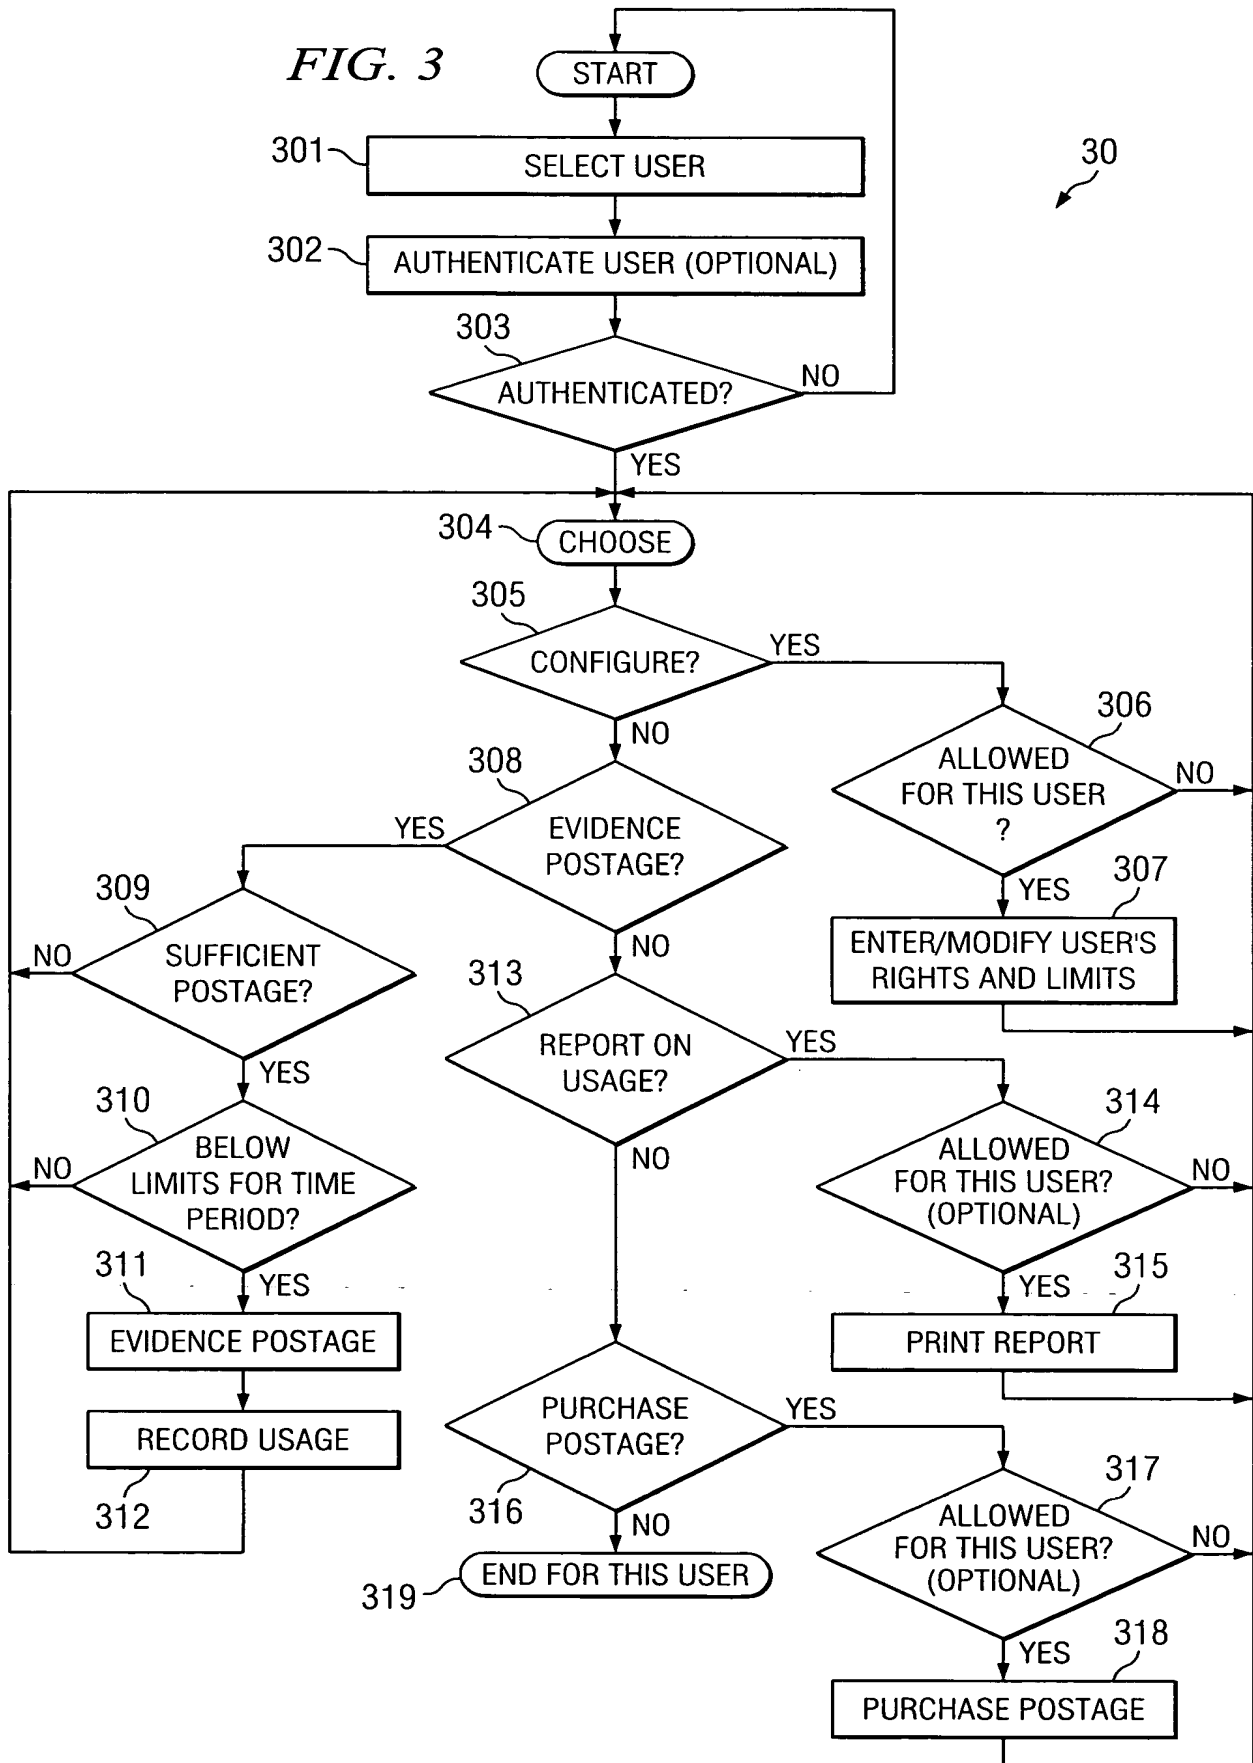 FIG. 3
START
301
SELECT USER
30
302
AUTHENTICATE USER (OPTIONAL)
303
AUTHENTICATED?
NO
YES
304
CHOOSE
305
CONFIGURE?
YES
NO
306
ALLOWED
FOR THIS USER
?
NO
YES
307
ENTER/MODIFY USER'S
RIGHTS AND LIMITS
308
EVIDENCE
POSTAGE?
YES
NO
309
SUFFICIENT
POSTAGE?
NO
YES
310
BELOW
LIMITS FOR TIME
PERIOD?
NO
YES
311
EVIDENCE POSTAGE
RECORD USAGE
312
313
REPORT ON
USAGE?
YES
NO
314
ALLOWED
FOR THIS USER?
(OPTIONAL)
NO
YES
315
PRINT REPORT
PURCHASE
POSTAGE?
316
YES
NO
317
ALLOWED
FOR THIS USER?
(OPTIONAL)
NO
YES
318
PURCHASE POSTAGE
END FOR THIS USER
319